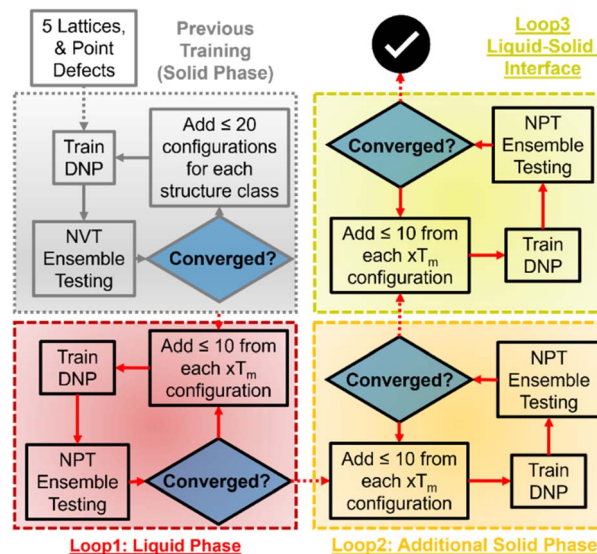 5 Lattices,
& Point
Defects
Previous
Training
(Solid Phase)
Train
DNP
Add ≤ 20
configurations
for each
structure class
NVT
Ensemble
Testing
Converged?
Train
DNP
Add ≤ 10 from
each xTm
configuration
NPT
Ensemble
Testing
Converged?
Loop1: Liquid Phase
Loop3
Liquid-Solid
Interface
Converged?
NPT
Ensemble
Testing
Add ≤ 10 from
each xTm
configuration
Train
DNP
Converged?
NPT
Ensemble
Testing
Add ≤ 10 from
each xTm
configuration
Train
DNP
Loop2: Additional Solid Phase